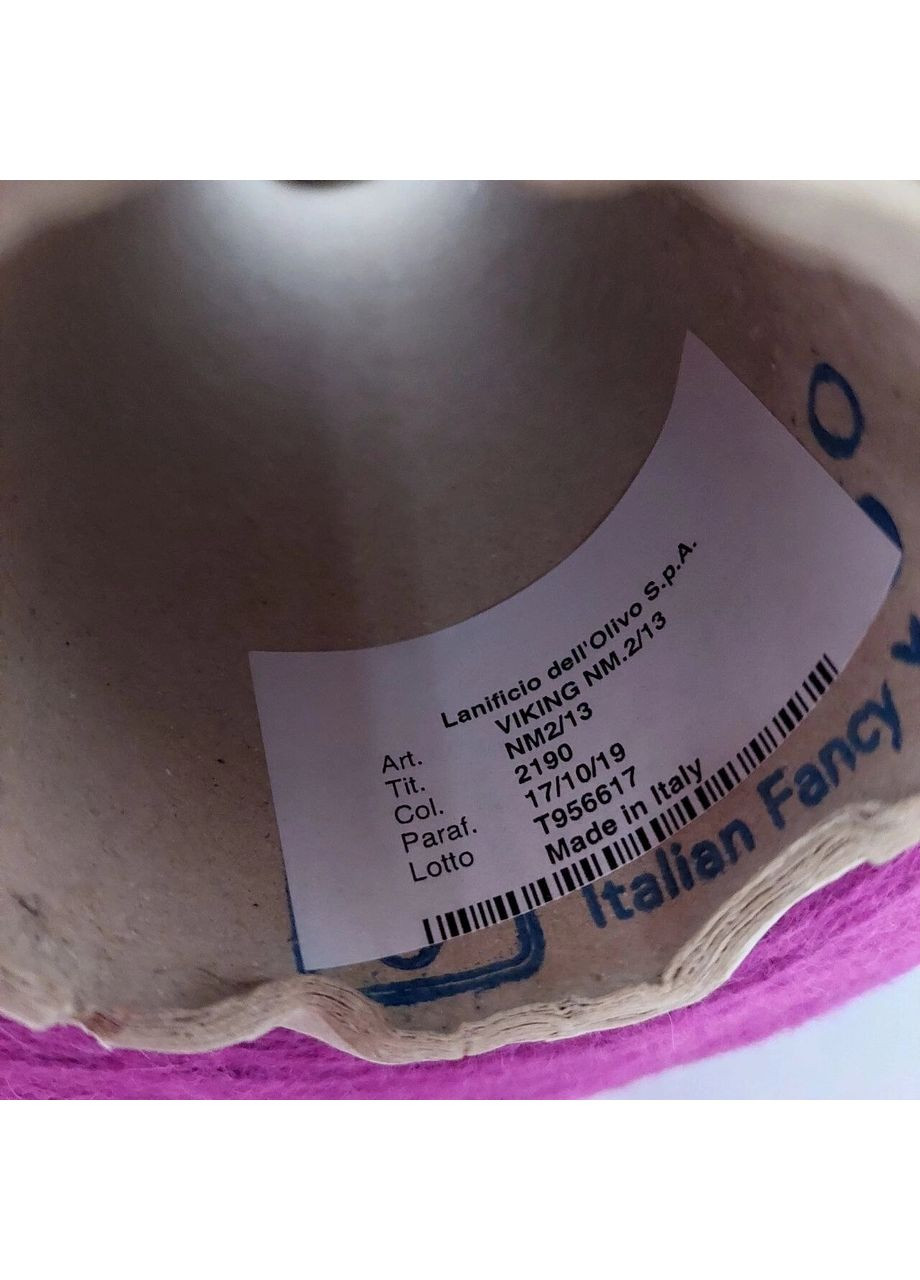 Lanificio dell'Olivo S.p.A.
Art. VIKING NM.2/13
Tit. NM2/13
Col. 2190
Paraf. 17/10/19
Lotto T956617
Made in Italy
Italian Fancy